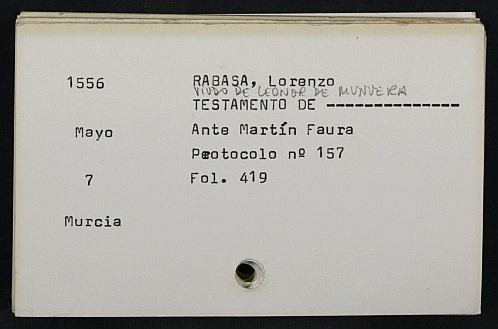 1556 RABASA, Lorenzo
VIUDO DE LEONOR DE MUNUERA
TESTAMENTO DE --------------
Mayo Ante Martín Faura
Protocolo nº 157
7 Fol. 419
Murcia